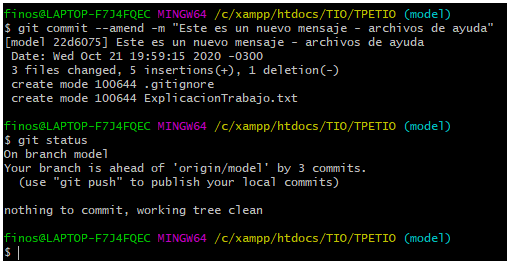 finos@LAPTOP-F7J4FQEC MINGW64 /c/xampp/htdocs/TIO/TPETIO (model)
$ git commit --amend -m "Este es un nuevo mensaje - archivos de ayuda"
[model 22d6075] Este es un nuevo mensaje - archivos de ayuda
 Date: Wed Oct 21 19:59:15 2020 -0300
 3 files changed, 5 insertions(+), 1 deletion(-)
 create mode 100644 .gitignore
 create mode 100644 ExplicacionTrabajo.txt
finos@LAPTOP-F7J4FQEC MINGW64 /c/xampp/htdocs/TIO/TPETIO (model)
$ git status
On branch model
Your branch is ahead of 'origin/model' by 3 commits.
  (use "git push" to publish your local commits)
nothing to commit, working tree clean
finos@LAPTOP-F7J4FQEC MINGW64 /c/xampp/htdocs/TIO/TPETIO (model)
$